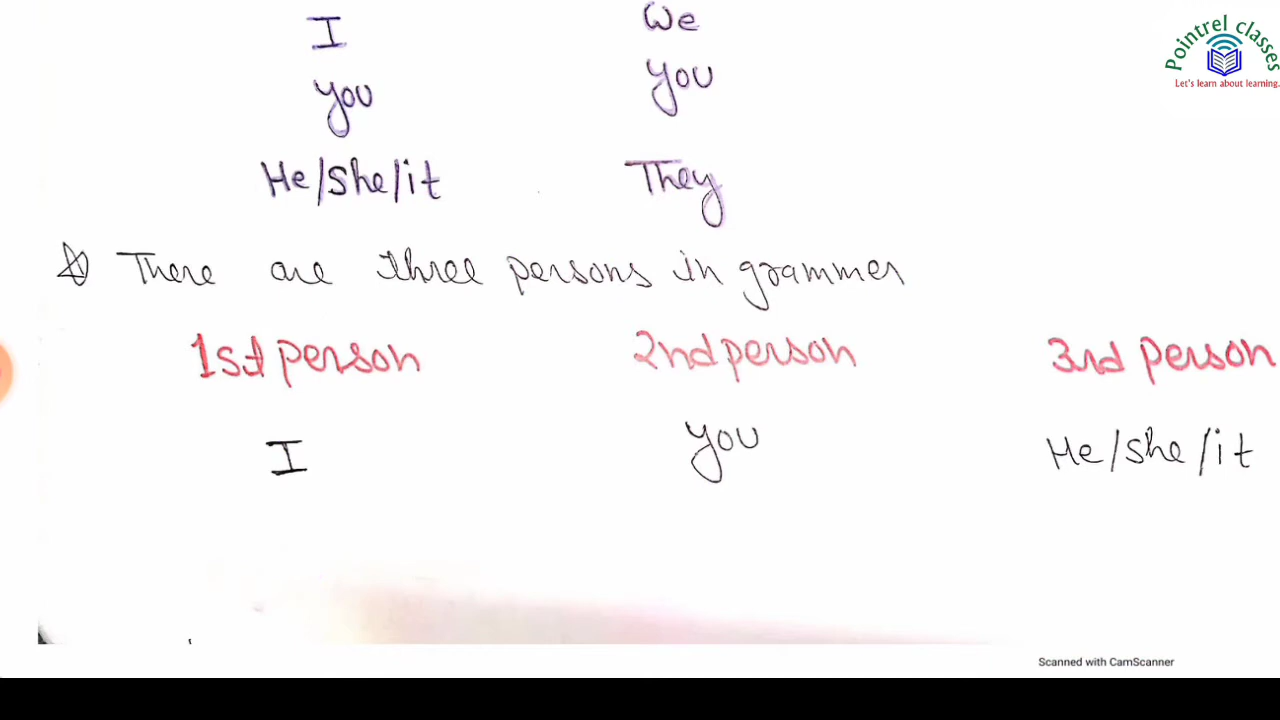 I We
you you
He/She/it They
There are three persons in grammer
1st person 2nd person 3rd person
I you He/she/it
Pointrel classes
Let's learn about learning.
Scanned with CamScanner